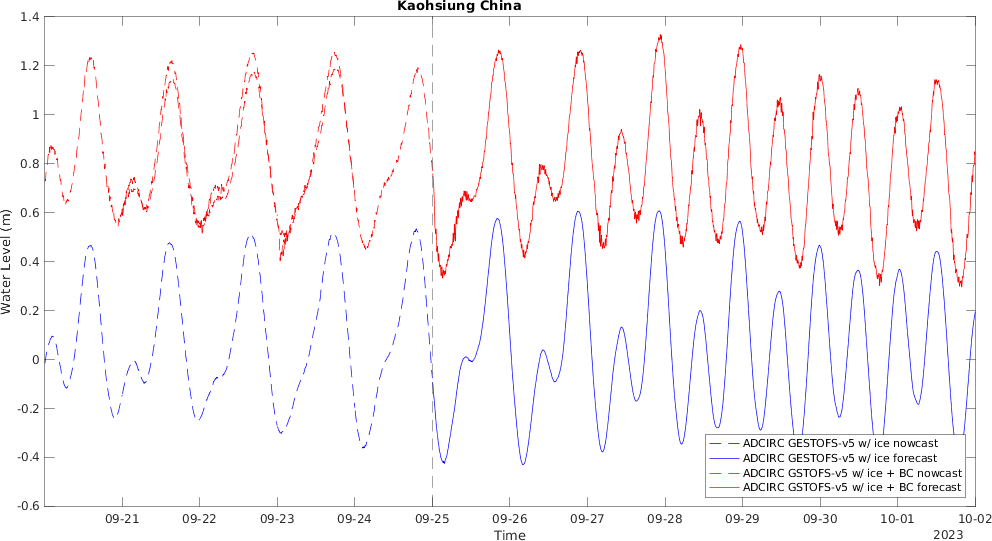 Kaohsiung China
Water Level (m)
1.4
1.2
1
0.8
0.6
0.4
0.2
0
-0.2
-0.4
-0.6
ADCIRC GESTOFS-v5 w/ ice nowcast
ADCIRC GESTOFS-v5 w/ ice forecast
ADCIRC GSTOFS-v5 w/ ice + BC nowcast
ADCIRC GSTOFS-v5 w/ ice + BC forecast
09-21 09-22 09-23 09-24 09-25 09-26 09-27 09-28 09-29 09-30 10-01 10-02
Time
2023